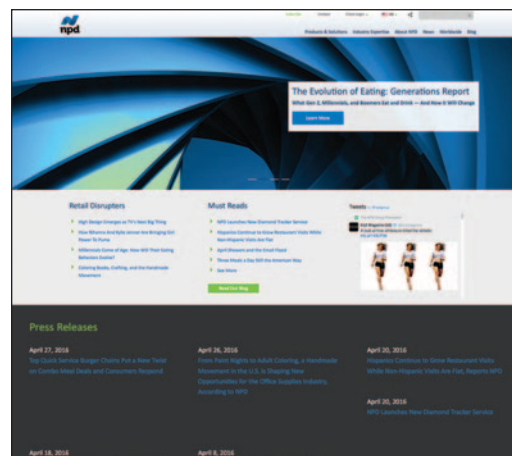 npd
Products & Solutions Industry Expertise About NPD News Worldwide Blog
The Evolution of Eating: Generations Report
What Gen Z, Millennials, and Boomers Eat and Drink — And How It Will Change
Learn More
Retail Disrupters
High Design Emerges as TV's Next Big Thing
How Rihanna And Kylie Jenner Are Bringing Girl
Power To Puma
Millennials Come of Age: How Will Their Eating
Behaviors Evolve?
Coloring Books, Crafting, and the Handmade
Movement
Must Reads
NPD Launches New Diamond Tracker Service
Hispanics Continue to Grow Restaurant Visits While
Non-Hispanic Visits Are Flat
April Showers and the Small Piazza
Three Meals a Day Still the American Way
See More
Read Our Blog
Tweets
Press Releases
April 27, 2016
Top Quick Service Burger Chains Put a New Twist
on Combo Meal Deals and Consumers Respond
April 26, 2016
From Paint Nights to Adult Coloring, a Handmade
Movement in the U.S. Is Shaping New
Opportunities for the Office Supplies Industry,
According to NPD
April 20, 2016
Hispanics Continue to Grow Restaurant Visits
While Non-Hispanic Visits Are Flat, Reports NPD
April 20, 2016
NPD Launches New Diamond Tracker Service
April 18, 2016
April 8, 2016